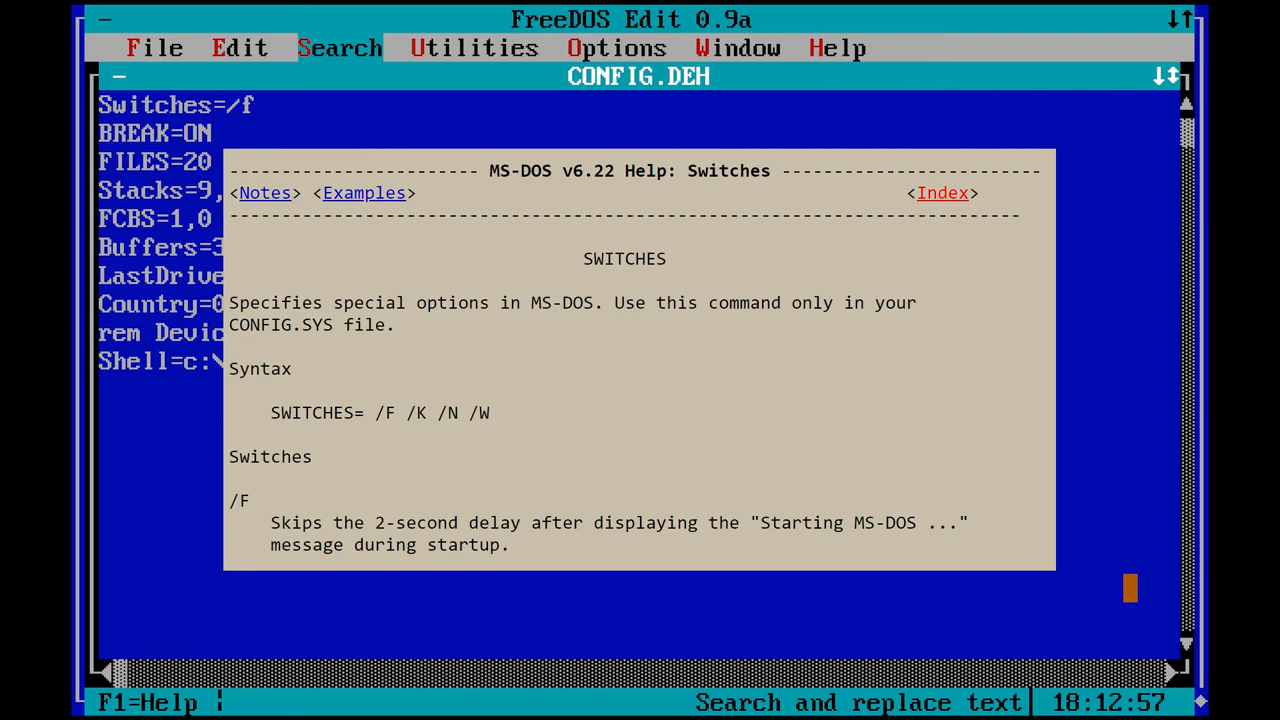 FreeDOS Edit 0.9a
File Edit Search Utilities Options Window Help
CONFIG.DEH
Switches=/f
BREAK=ON
FILES=20
Stacks=9,
FCBS=1,0
Buffers=3
LastDrive
Country=0
rem Devic
Shell=c:\
----------------------- MS-DOS v6.22 Help: Switches -------------------------
<Notes> <Examples> <Index>
----------------------------------------------------------------------------
SWITCHES
Specifies special options in MS-DOS. Use this command only in your
CONFIG.SYS file.
Syntax
SWITCHES= /F /K /N /W
Switches
/F
Skips the 2-second delay after displaying the "Starting MS-DOS ..."
message during startup.
F1=Help Search and replace text 18:12:57